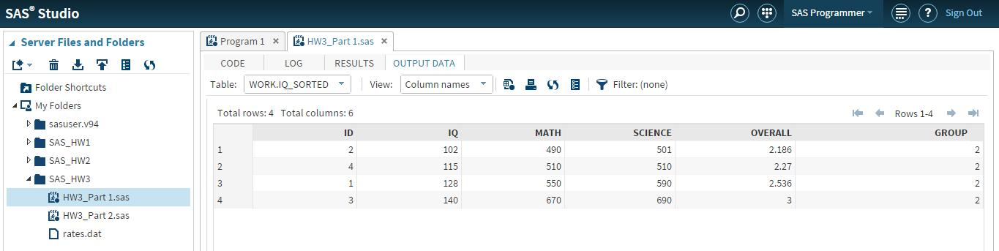 SAS® Studio
SAS Programmer
Sign Out
Server Files and Folders
Folder Shortcuts
My Folders
sasuser.v94
SAS_HW1
SAS_HW2
SAS_HW3
HW3_Part 1.sas
HW3_Part 2.sas
rates.dat
Program 1 × HW3_Part 1.sas ×
CODE LOG RESULTS OUTPUT DATA
Table: WORK.IQ_SORTED View: Column names Filter: (none)
Total rows: 4 Total columns: 6 Rows 1-4
ID IQ MATH SCIENCE OVERALL GROUP
1 2 102 490 501 2.186 2
2 4 115 510 510 2.27 2
3 1 128 550 590 2.536 2
4 3 140 670 690 3 2